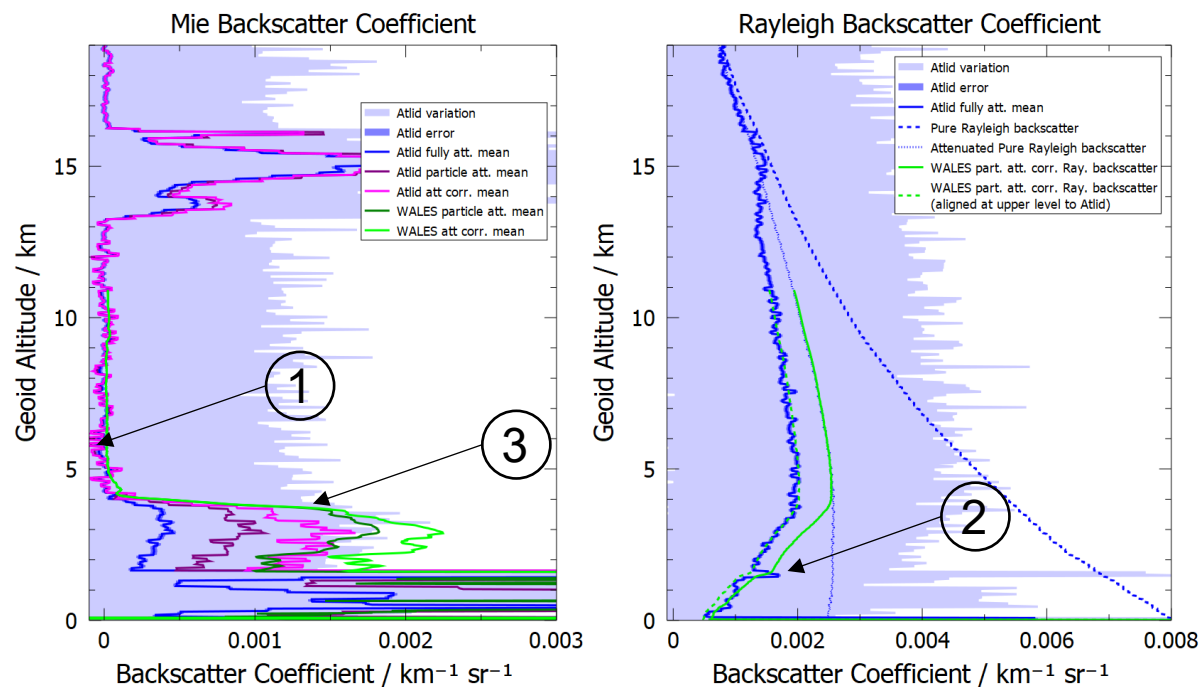 Mie Backscatter Coefficient
15
10
5
0
Geoid Altitude / km
Atlid variation
Atlid error
Atlid fully att. mean
Atlid particle att. mean
Atlid att corr. mean
WALES particle att. mean
WALES att corr. mean
1
3
0 0.001 0.002 0.003
Backscatter Coefficient / km⁻¹ sr⁻¹
Rayleigh Backscatter Coefficient
15
10
5
0
Geoid Altitude / km
Atlid variation
Atlid error
Atlid fully att. mean
Pure Rayleigh backscatter
Attenuated Pure Rayleigh backscatter
WALES part. att. corr. Ray. backscatter
WALES part. att. corr. Ray. backscatter
(aligned at upper level to Atlid)
2
0 0.002 0.004 0.006 0.008
Backscatter Coefficient / km⁻¹ sr⁻¹